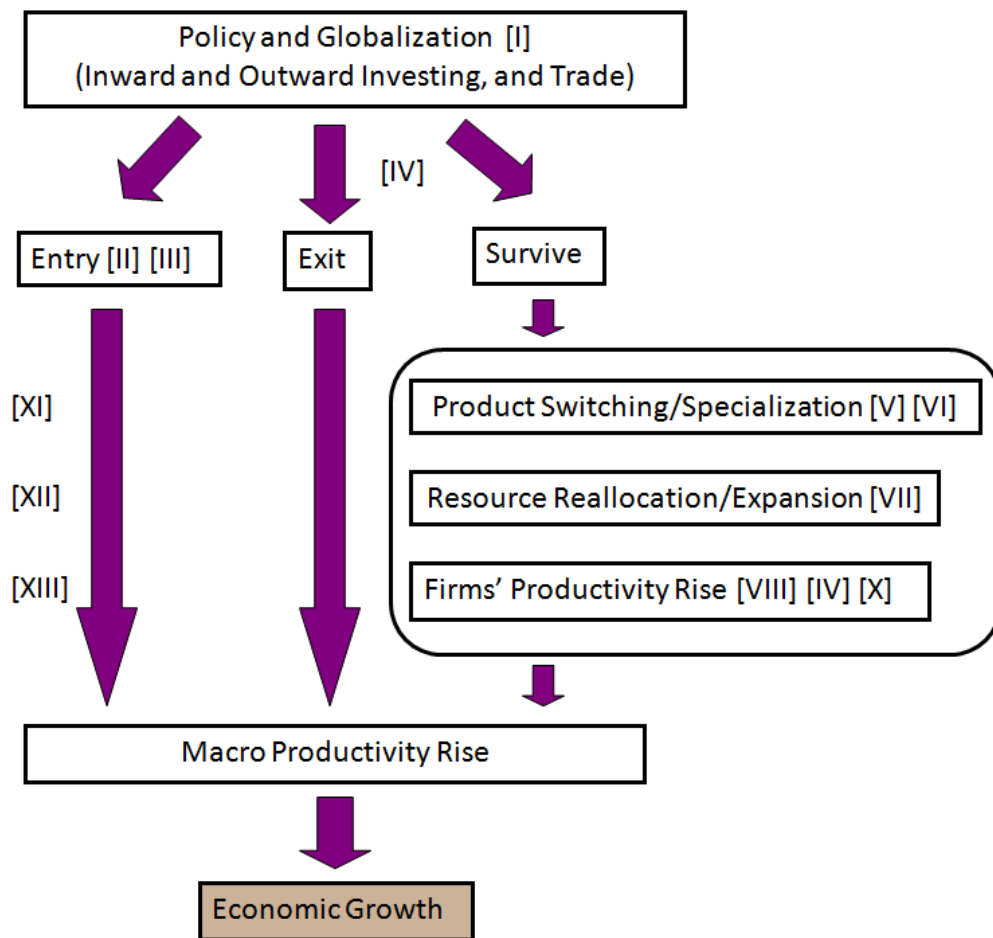 Policy and Globalization [I]
(Inward and Outward Investing, and Trade)
[IV]
Entry [II] [III]
Exit
Survive
[XI]
Product Switching/Specialization [V] [VI]
[XII]
Resource Reallocation/Expansion [VII]
[XIII]
Firms' Productivity Rise [VIII] [IV] [X]
Macro Productivity Rise
Economic Growth